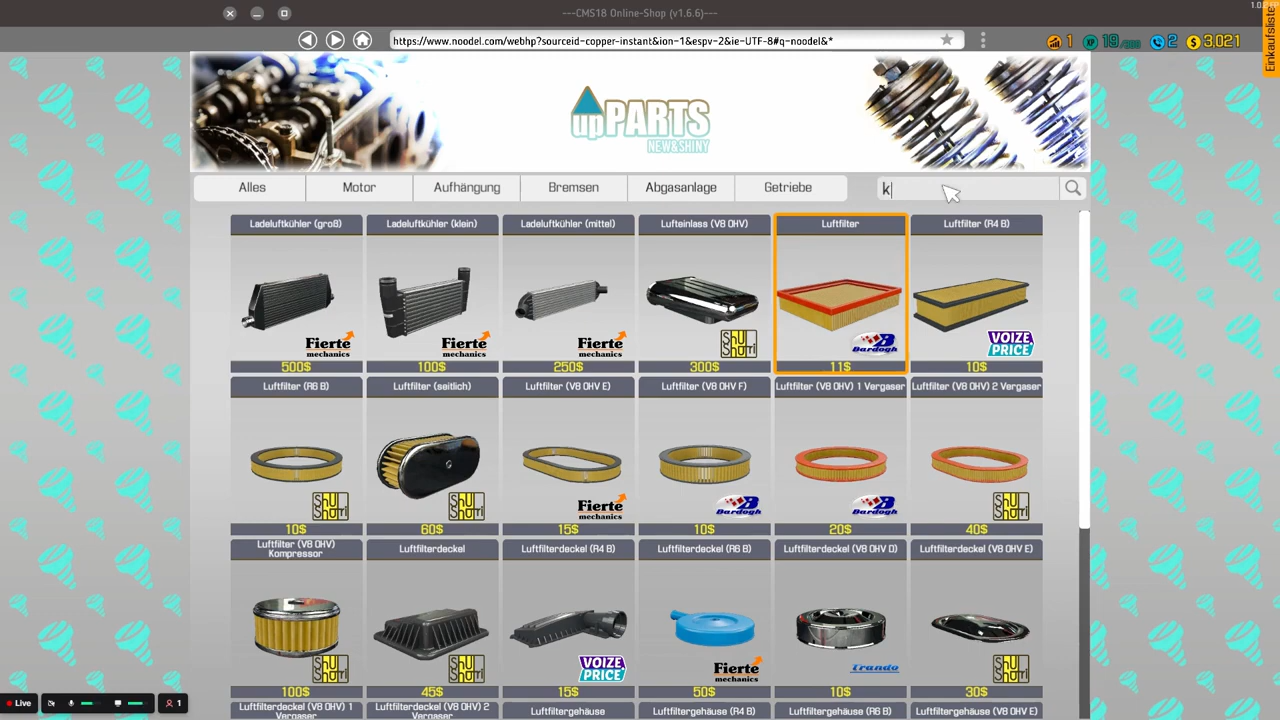 ---CMS18 Online-Shop (v1.6.6)---
https://www.noodel.com/webhp?sourceid-copper-instant&ion-1&espv-2&ie-UTF-8#q-noodel&*
1
2
3,021
Einkaufsliste
upPARTS
NEW&SHINY
Alles
Motor
Aufhängung
Bremsen
Abgasanlage
Getriebe
k
Ladeluftkühler (groß)
Ladeluftkühler (klein)
Ladeluftkühler (mittel)
Lufteinlass (V8 OHV)
Luftfilter
Luftfilter (R4 B)
Fierte
mechanics
Fierte
mechanics
Fierte
mechanics
Bardogh
VOIZE
PRICE
500$
100$
250$
300$
11$
10$
Luftfilter (R6 B)
Luftfilter (seitlich)
Luftfilter (V8 OHV E)
Luftfilter (V8 OHV F)
Luftfilter (V8 OHV) 1 Vergaser
Luftfilter (V8 OHV) 2 Vergaser
Fierte
mechanics
Bardogh
Bardogh
10$
60$
15$
10$
20$
40$
Luftfilter (V8 OHV)
Kompressor
Luftfilterdeckel
Luftfilterdeckel (R4 B)
Luftfilterdeckel (R6 B)
Luftfilterdeckel (V8 OHV D)
Luftfilterdeckel (V8 OHV E)
VOIZE
PRICE
Fierte
mechanics
Trando
100$
45$
15$
50$
10$
30$
Luftfilterdeckel (V8 OHV) 1
Vergaser
Luftfilterdeckel (V8 OHV) 2
Vergaser
Luftfiltergehäuse
Luftfiltergehäuse (R4 B)
Luftfiltergehäuse (R6 B)
Luftfiltergehäuse (V8 OHV E)
Live
1